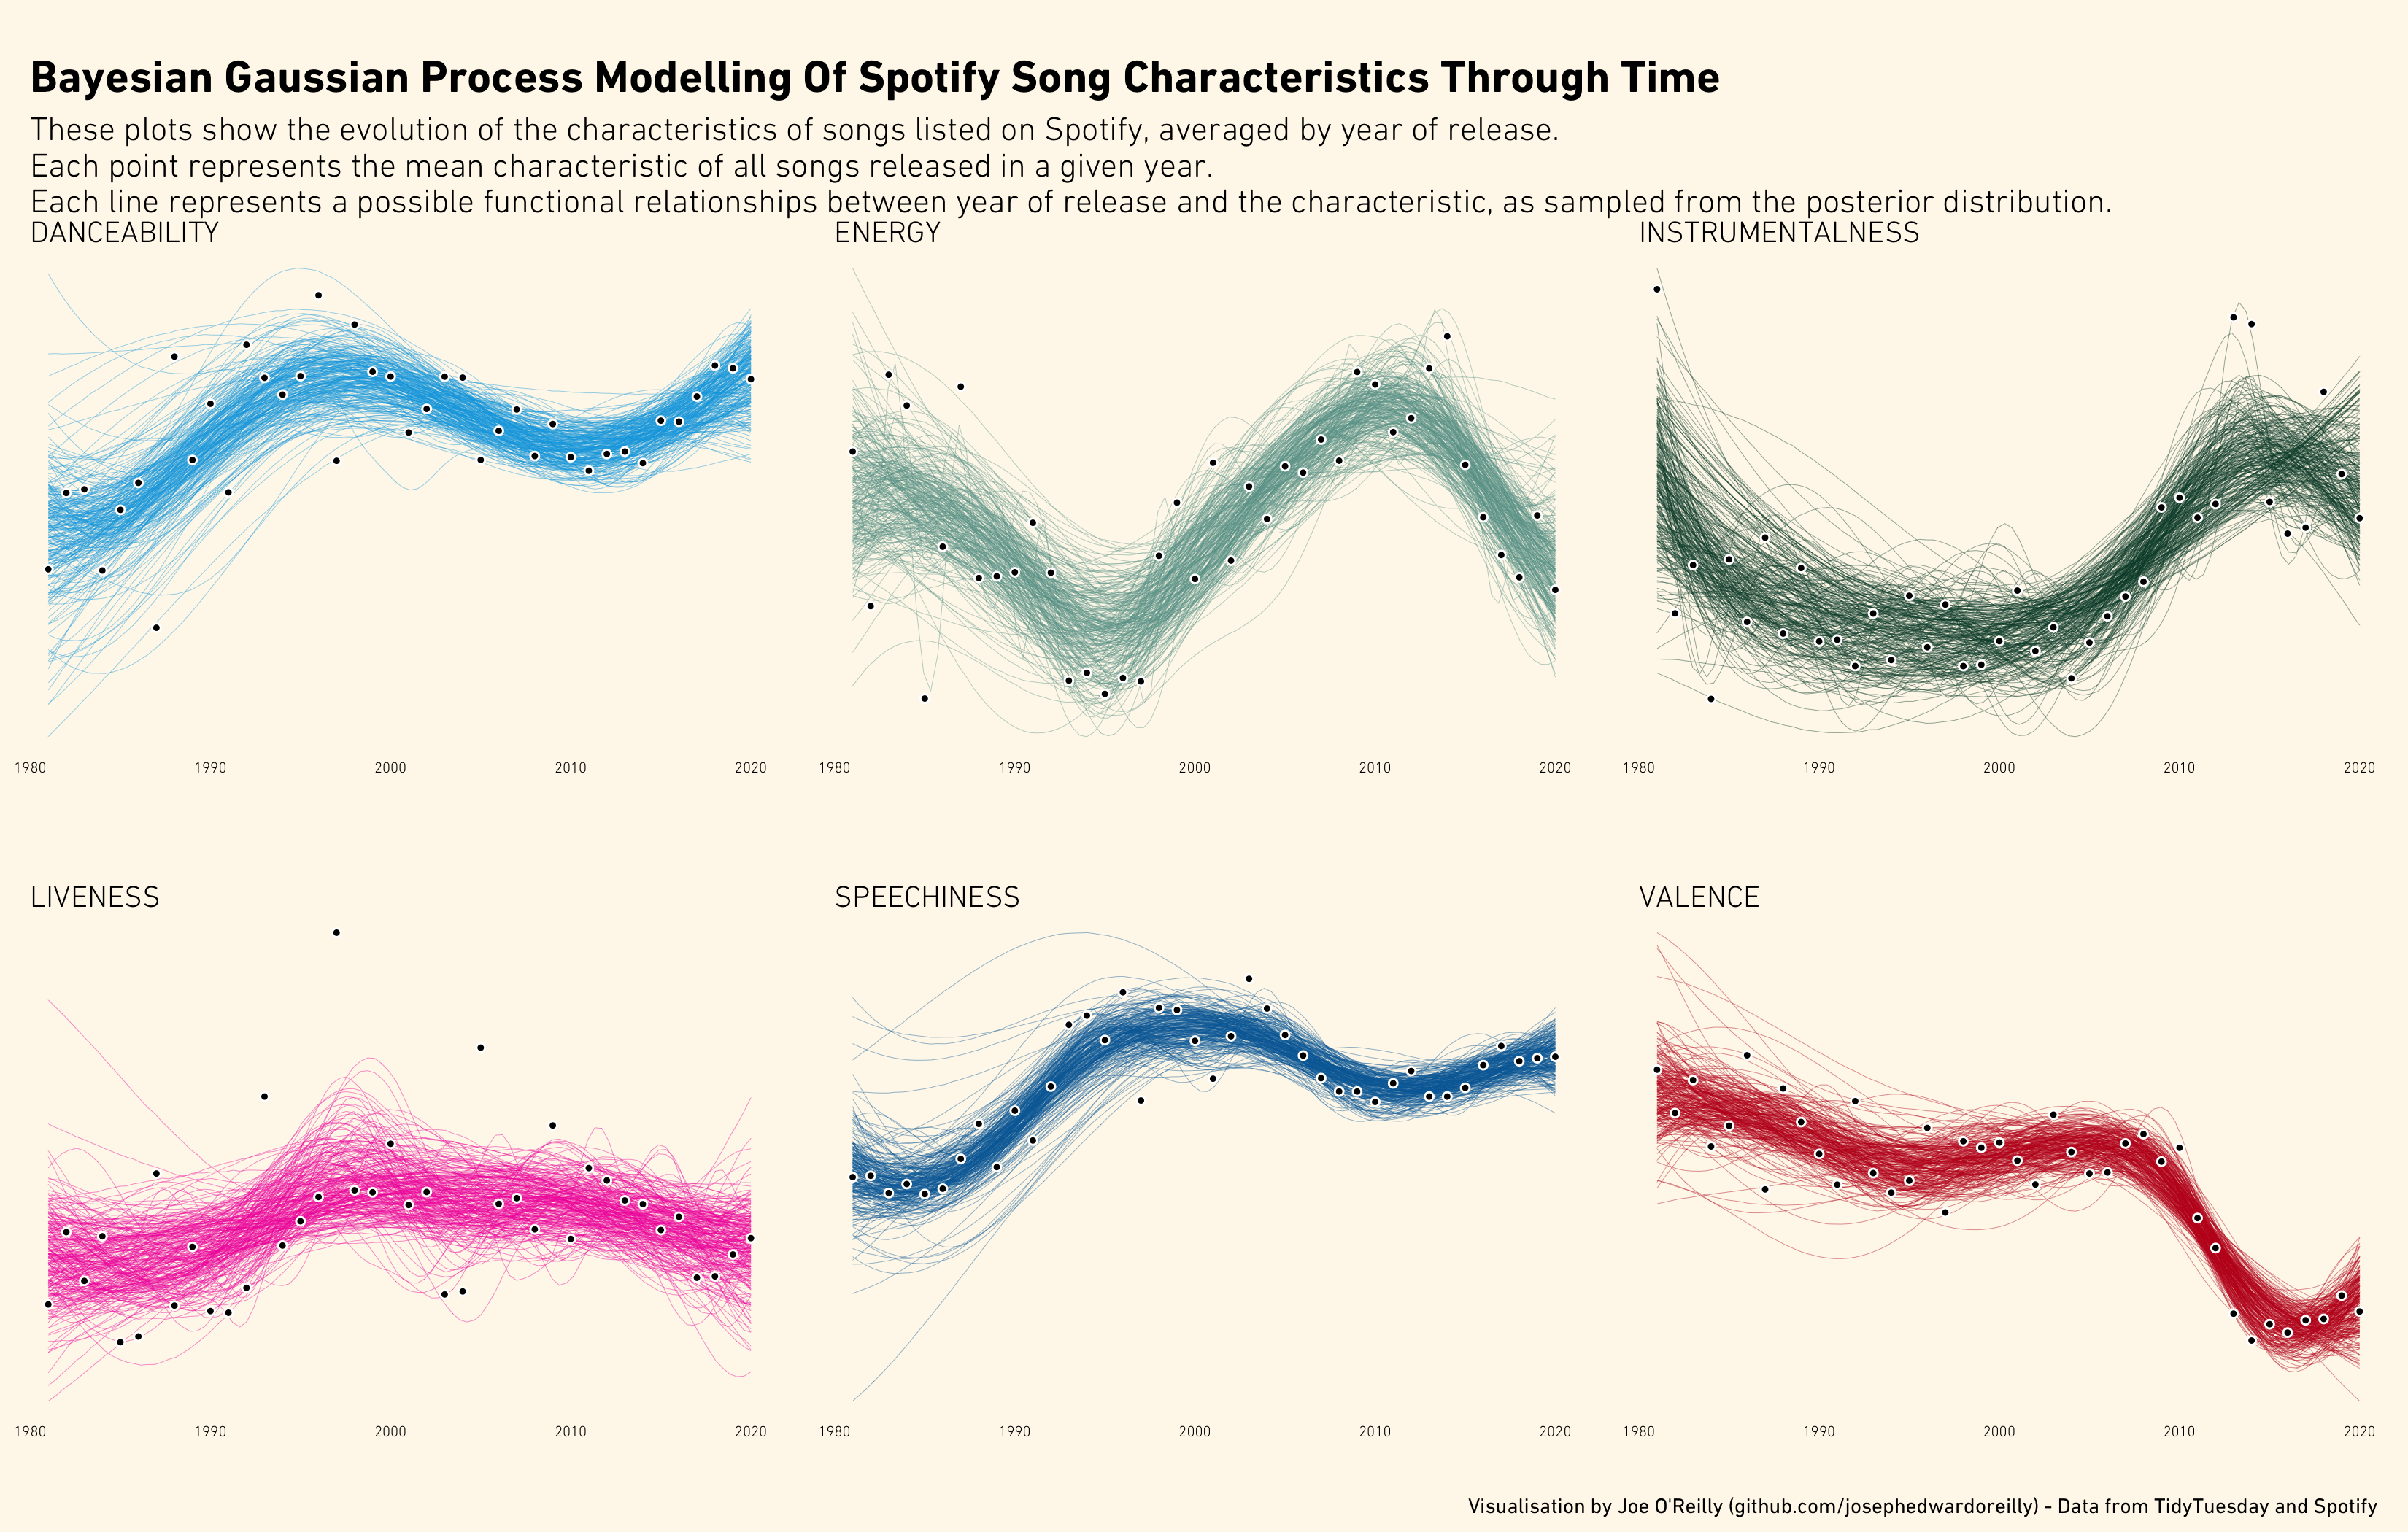 Bayesian Gaussian Process Modelling Of Spotify Song Characteristics Through Time
These plots show the evolution of the characteristics of songs listed on Spotify, averaged by year of release.
Each point represents the mean characteristic of all songs released in a given year.
Each line represents a possible functional relationships between year of release and the characteristic, as sampled from the posterior distribution.
DANCEABILITY
ENERGY
INSTRUMENTALNESS
1980 1990 2000 2010 2020
1980 1990 2000 2010 2020
1980 1990 2000 2010 2020
LIVENESS
SPEECHINESS
VALENCE
1980 1990 2000 2010 2020
1980 1990 2000 2010 2020
1980 1990 2000 2010 2020
Visualisation by Joe O'Reilly (github.com/josephedwardoreilly) - Data from TidyTuesday and Spotify